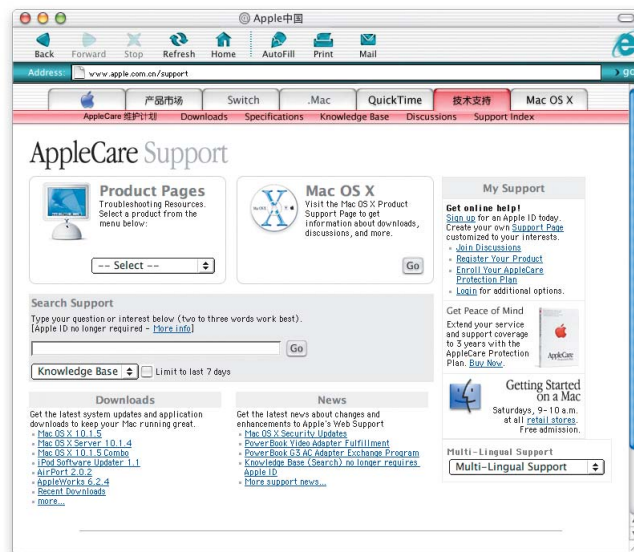 Apple中国
Back Forward Stop Refresh Home AutoFill Print Mail
Address: www.apple.com.cn/support go
产品市场 Switch .Mac QuickTime 技术支持 Mac OS X
AppleCare 维护计划 Downloads Specifications Knowledge Base Discussions Support Index
AppleCare Support
Product Pages
Troubleshooting Resources.
Select a product from the
menu below:
-- Select --
Mac OS X
Visit the Mac OS X Product
Support Page to get
information about downloads,
discussions, and more.
Go
My Support
Get online help!
Sign up for an Apple ID today.
Create your own Support Page
customized to your interests.
Join Discussions
Register Your Product
Enroll Your AppleCare
Protection Plan
Login for additional options.
Search Support
Type your question or interest below (two to three words work best).
[Apple ID no longer required - More info]
Go
Knowledge Base Limit to last 7 days
Get Peace of Mind
Extend your service
and support coverage
to 3 years with the
AppleCare Protection
Plan. Buy Now.
AppleCare
Getting Started
on a Mac
Saturdays, 9-10 a.m.
at all retail stores.
Free admission.
Multi-Lingual Support
Multi-Lingual Support
Downloads
Get the latest system updates and application
downloads to keep your Mac running great.
Mac OS X 10.1.5
Mac OS X Server 10.1.4
Mac OS X 10.1.5 Combo
iPod Software Updater 1.1
AirPort 2.0.2
AppleWorks 6.2.4
Recent Downloads
more...
News
Get the latest news about changes and
enhancements to Apple's Web Support
Mac OS X Security Updates
PowerBook Video Adapter Fulfillment
PowerBook G3 AC Adapter Exchange Program
Knowledge Base (Search) no longer requires
Apple ID
More support news...